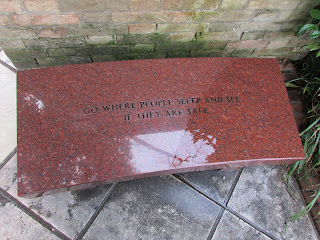 GO WHERE PEOPLE SLEEP AND SEE
IF THEY ARE SAFE